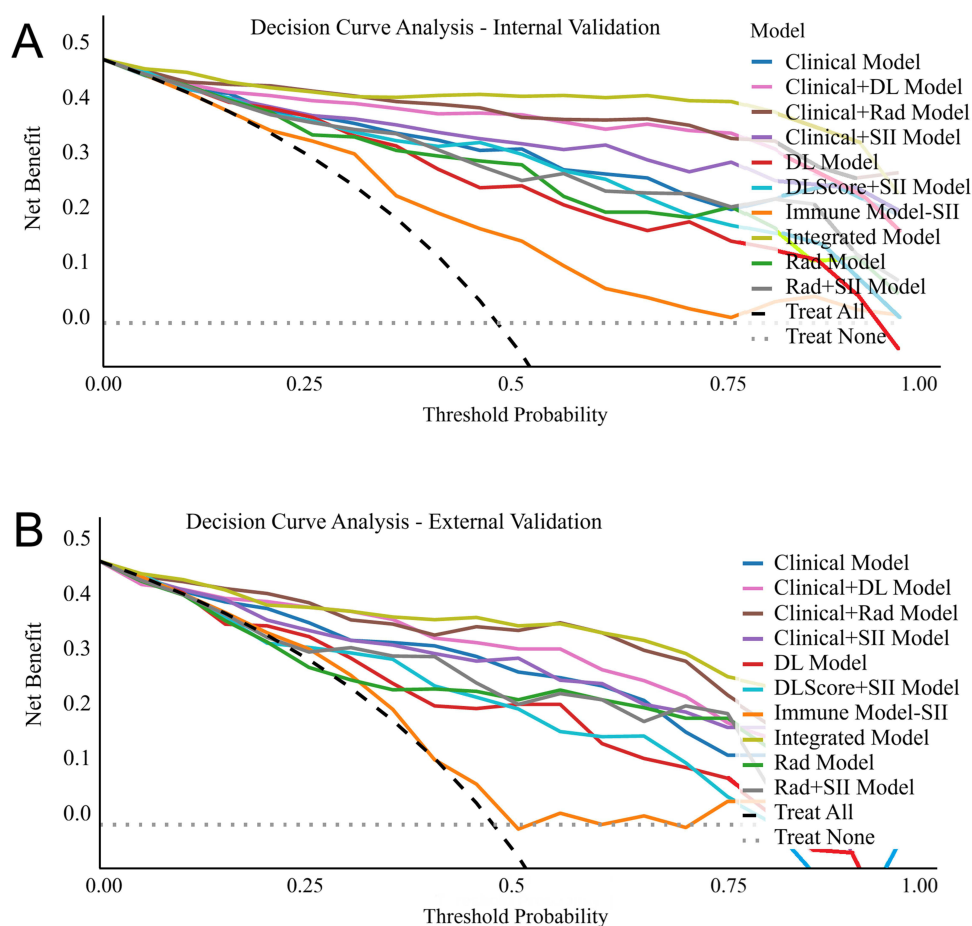 A
Decision Curve Analysis - Internal Validation
Net Benefit
0.5
0.4
0.3
0.2
0.1
0.0
0.00
0.25
0.5
0.75
1.00
Threshold Probability
Model
Clinical Model
Clinical+DL Model
Clinical+Rad Model
Clinical+SII Model
DL Model
DLScore+SII Model
Immune Model-SII
Integrated Model
Rad Model
Rad+SII Model
Treat All
Treat None
B
Decision Curve Analysis - External Validation
Net Benefit
0.5
0.4
0.3
0.2
0.1
0.0
0.00
0.25
0.5
0.75
1.00
Threshold Probability
Clinical Model
Clinical+DL Model
Clinical+Rad Model
Clinical+SII Model
DL Model
DLScore+SII Model
Immune Model-SII
Integrated Model
Rad Model
Rad+SII Model
Treat All
Treat None